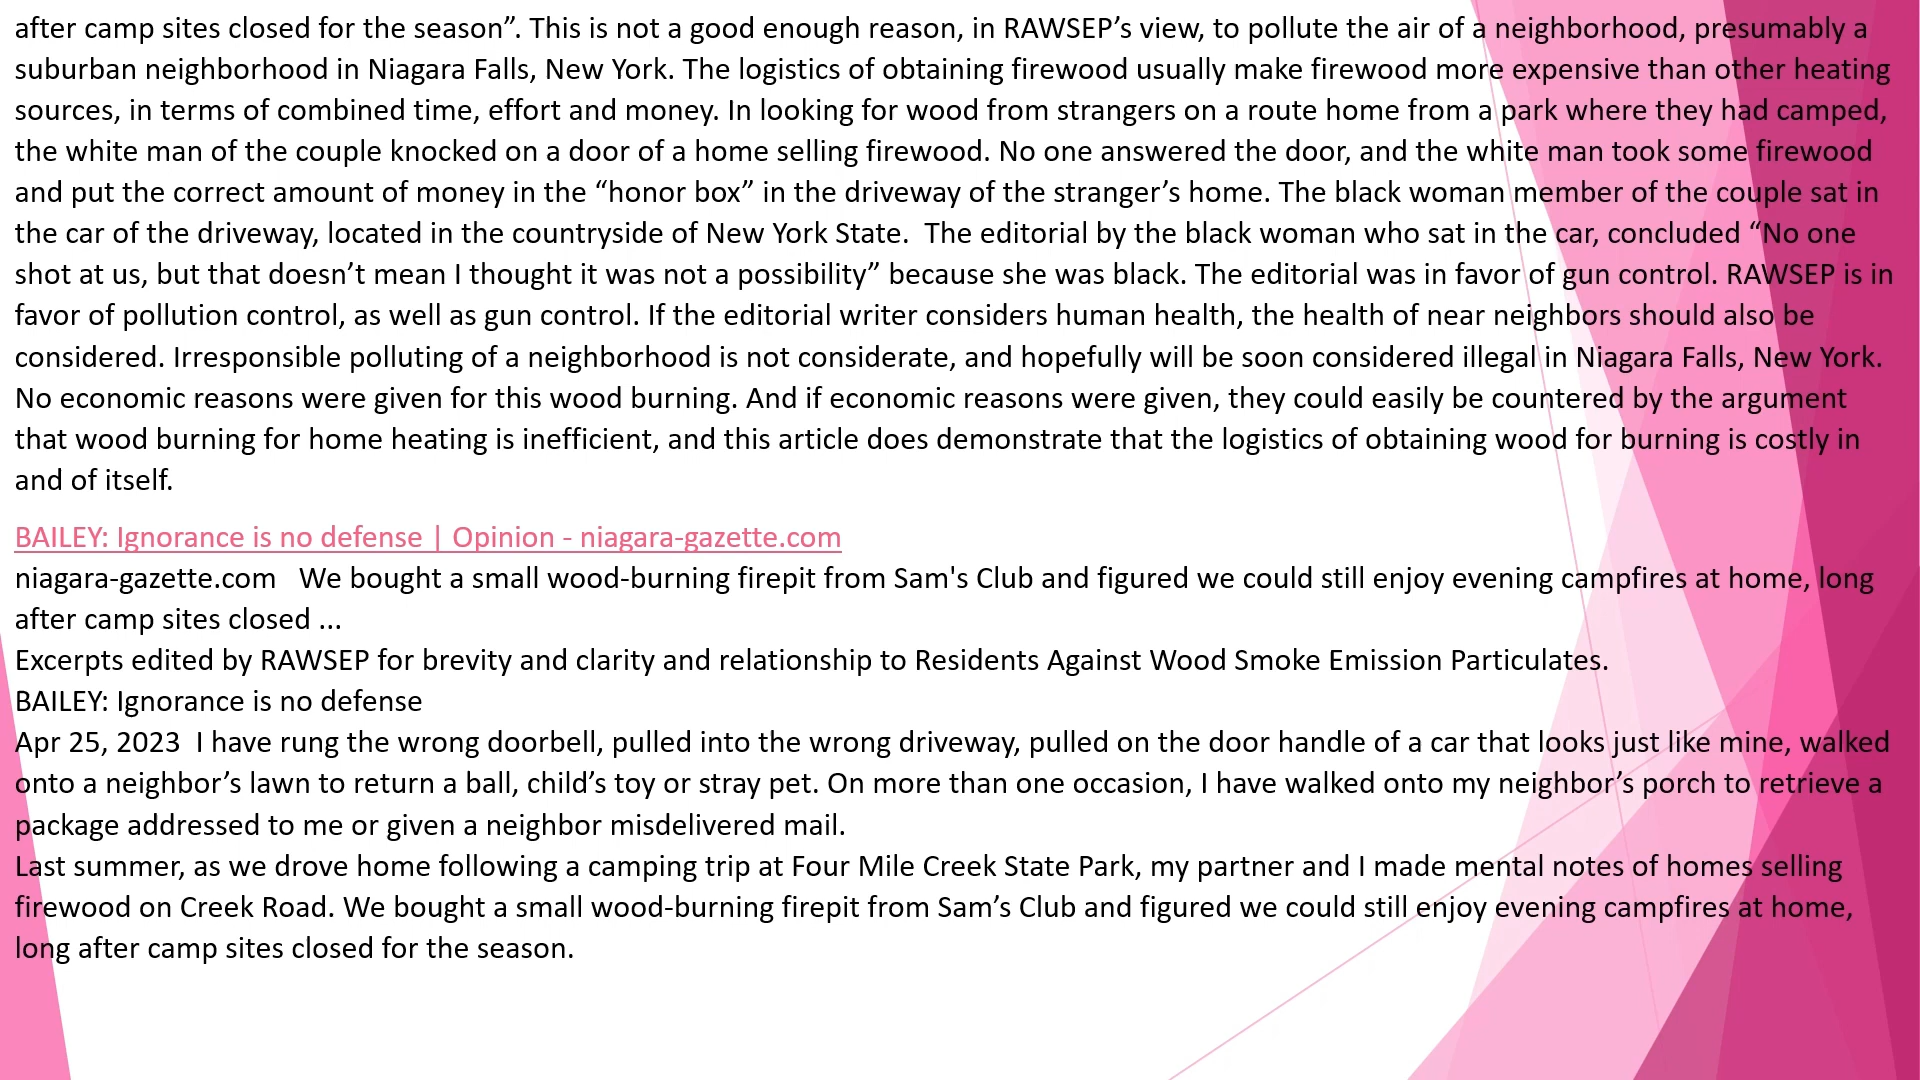 after camp sites closed for the season”. This is not a good enough reason, in RAWSEP’s view, to pollute the air of a neighborhood, presumably a
suburban neighborhood in Niagara Falls, New York. The logistics of obtaining firewood usually make firewood more expensive than other heating
sources, in terms of combined time, effort and money. In looking for wood from strangers on a route home from a park where they had camped,
the white man of the couple knocked on a door of a home selling firewood. No one answered the door, and the white man took some firewood
and put the correct amount of money in the “honor box” in the driveway of the stranger’s home. The black woman member of the couple sat in
the car of the driveway, located in the countryside of New York State.  The editorial by the black woman who sat in the car, concluded “No one
shot at us, but that doesn’t mean I thought it was not a possibility” because she was black. The editorial was in favor of gun control. RAWSEP is in
favor of pollution control, as well as gun control. If the editorial writer considers human health, the health of near neighbors should also be
considered. Irresponsible polluting of a neighborhood is not considerate, and hopefully will be soon considered illegal in Niagara Falls, New York.
No economic reasons were given for this wood burning. And if economic reasons were given, they could easily be countered by the argument
that wood burning for home heating is inefficient, and this article does demonstrate that the logistics of obtaining wood for burning is costly in
and of itself.
BAILEY: Ignorance is no defense | Opinion - niagara-gazette.com
niagara-gazette.com   We bought a small wood-burning firepit from Sam's Club and figured we could still enjoy evening campfires at home, long
after camp sites closed ...
Excerpts edited by RAWSEP for brevity and clarity and relationship to Residents Against Wood Smoke Emission Particulates.
BAILEY: Ignorance is no defense
Apr 25, 2023  I have rung the wrong doorbell, pulled into the wrong driveway, pulled on the door handle of a car that looks just like mine, walked
onto a neighbor’s lawn to return a ball, child’s toy or stray pet. On more than one occasion, I have walked onto my neighbor’s porch to retrieve a
package addressed to me or given a neighbor misdelivered mail.
Last summer, as we drove home following a camping trip at Four Mile Creek State Park, my partner and I made mental notes of homes selling
firewood on Creek Road. We bought a small wood-burning firepit from Sam’s Club and figured we could still enjoy evening campfires at home,
long after camp sites closed for the season.